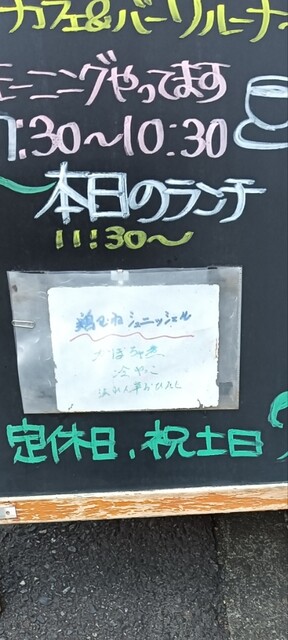 カフェ&バーリルーナ
モーニングやってます
7:30〜10:30
本日のランチ
11:30〜
鶏むねシュニッツェル
かぼちゃ煮
冷やっこ
ほうれん草おひたし
定休日、祝土日